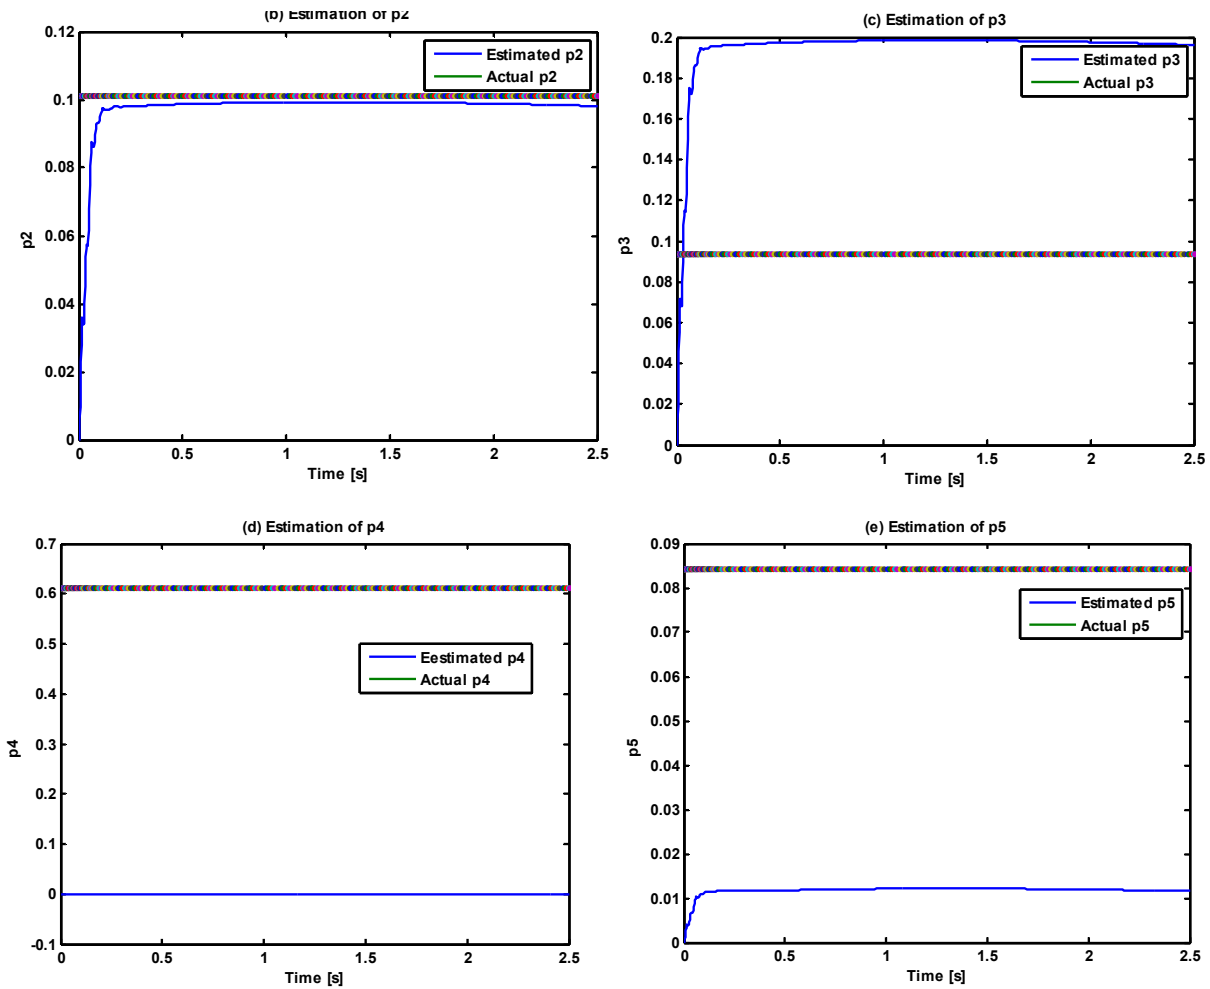 (b) Estimation of p2
0.12
0.1
0.08
0.06
0.04
0.02
0
p2
Estimated p2
Actual p2
0 0.5 1 1.5 2 2.5
Time [s]
(c) Estimation of p3
0.2
0.18
0.16
0.14
0.12
0.1
0.08
0.06
0.04
0.02
0
p3
Estimated p3
Actual p3
0 0.5 1 1.5 2 2.5
Time [s]
(d) Estimation of p4
0.7
0.6
0.5
0.4
0.3
0.2
0.1
0
-0.1
p4
Eestimated p4
Actual p4
0 0.5 1 1.5 2 2.5
Time [s]
(e) Estimation of p5
0.09
0.08
0.07
0.06
0.05
0.04
0.03
0.02
0.01
0
p5
Estimated p5
Actual p5
0 0.5 1 1.5 2 2.5
Time [s]